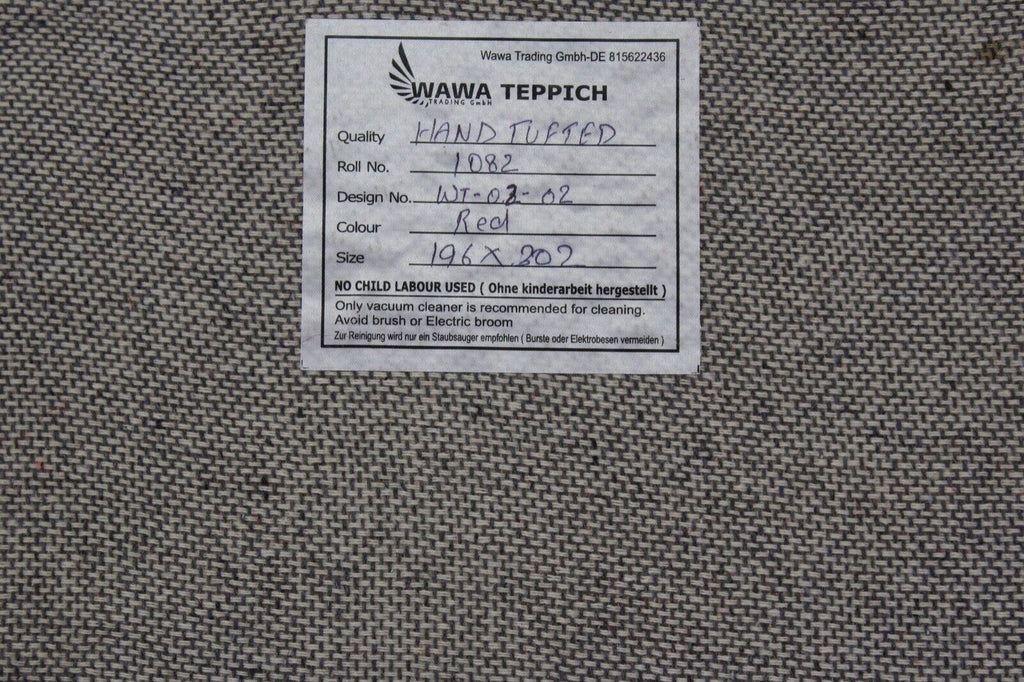 Wawa Trading Gmbh-DE 815622436
WAWA TEPPICH
TRADING GmbH
Quality HAND TUFTED
Roll No. 1082
Design No. WT-02-02
Colour Red
Size 196 X 202
NO CHILD LABOUR USED ( Ohne kinderarbeit hergestellt )
Only vacuum cleaner is recommended for cleaning.
Avoid brush or Electric broom
Zur Reinigung wird nur ein Staubsauger empfohlen ( Burste oder Elektrobesen vermeiden )